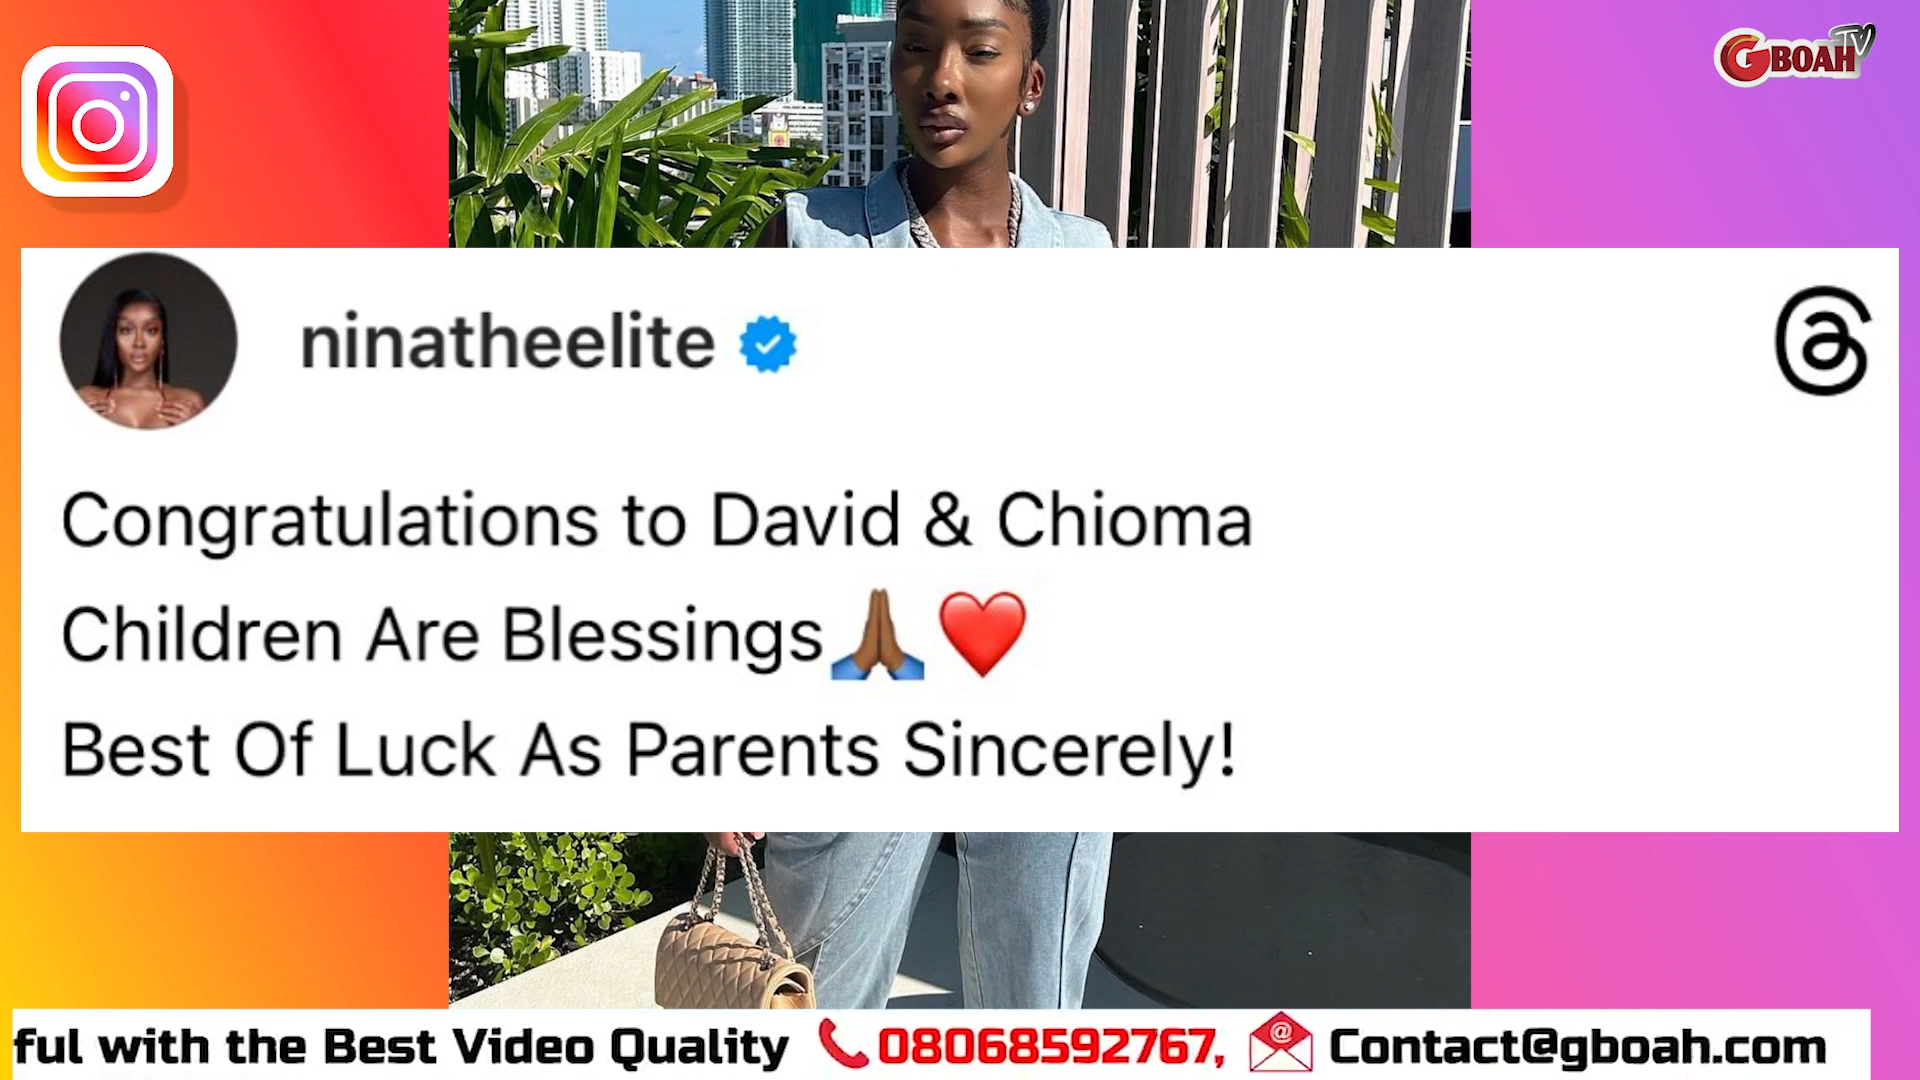 GBOAH TV
ninatheelite
Congratulations to David & Chioma
Children Are Blessings🙏🏾❤️
Best Of Luck As Parents Sincerely!
ful with the Best Video Quality 08068592767, Contact@gboah.com